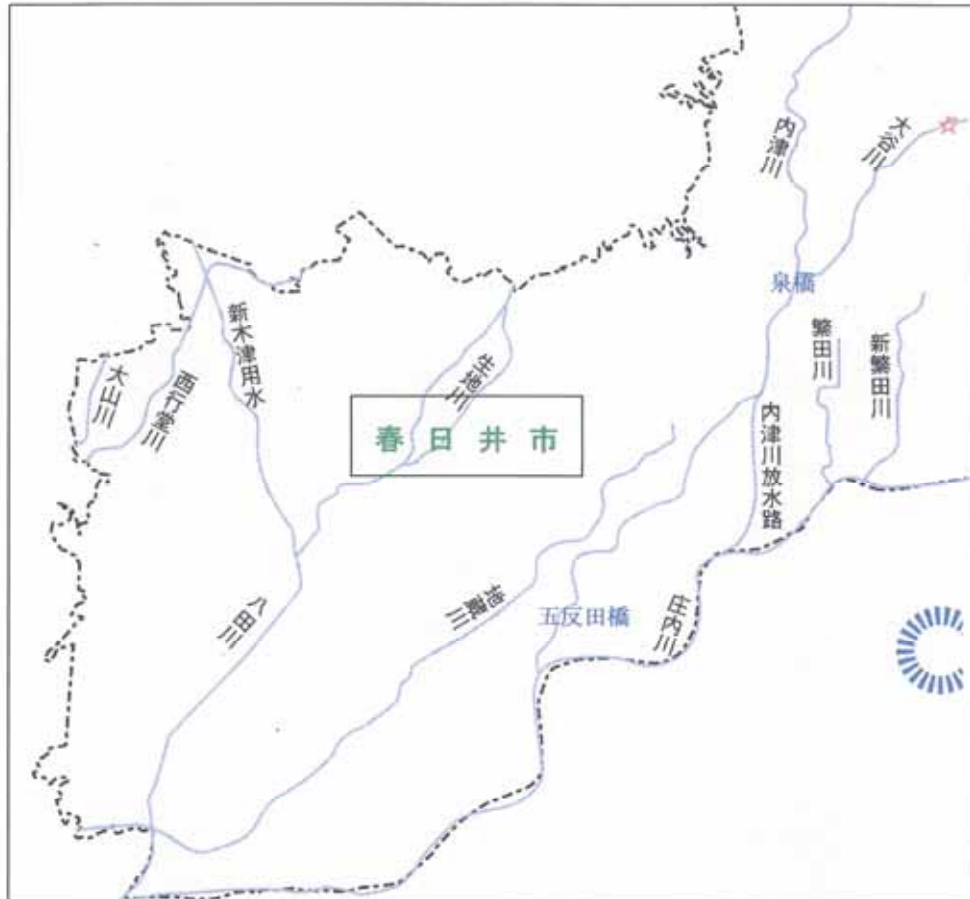 内津川
大谷川
泉橋
繁田川
新繁田川
新木津用水
生地川
大山川
西行堂川
春日井市
内津川放水路
八田川
地蔵川
五反田橋
庄内川